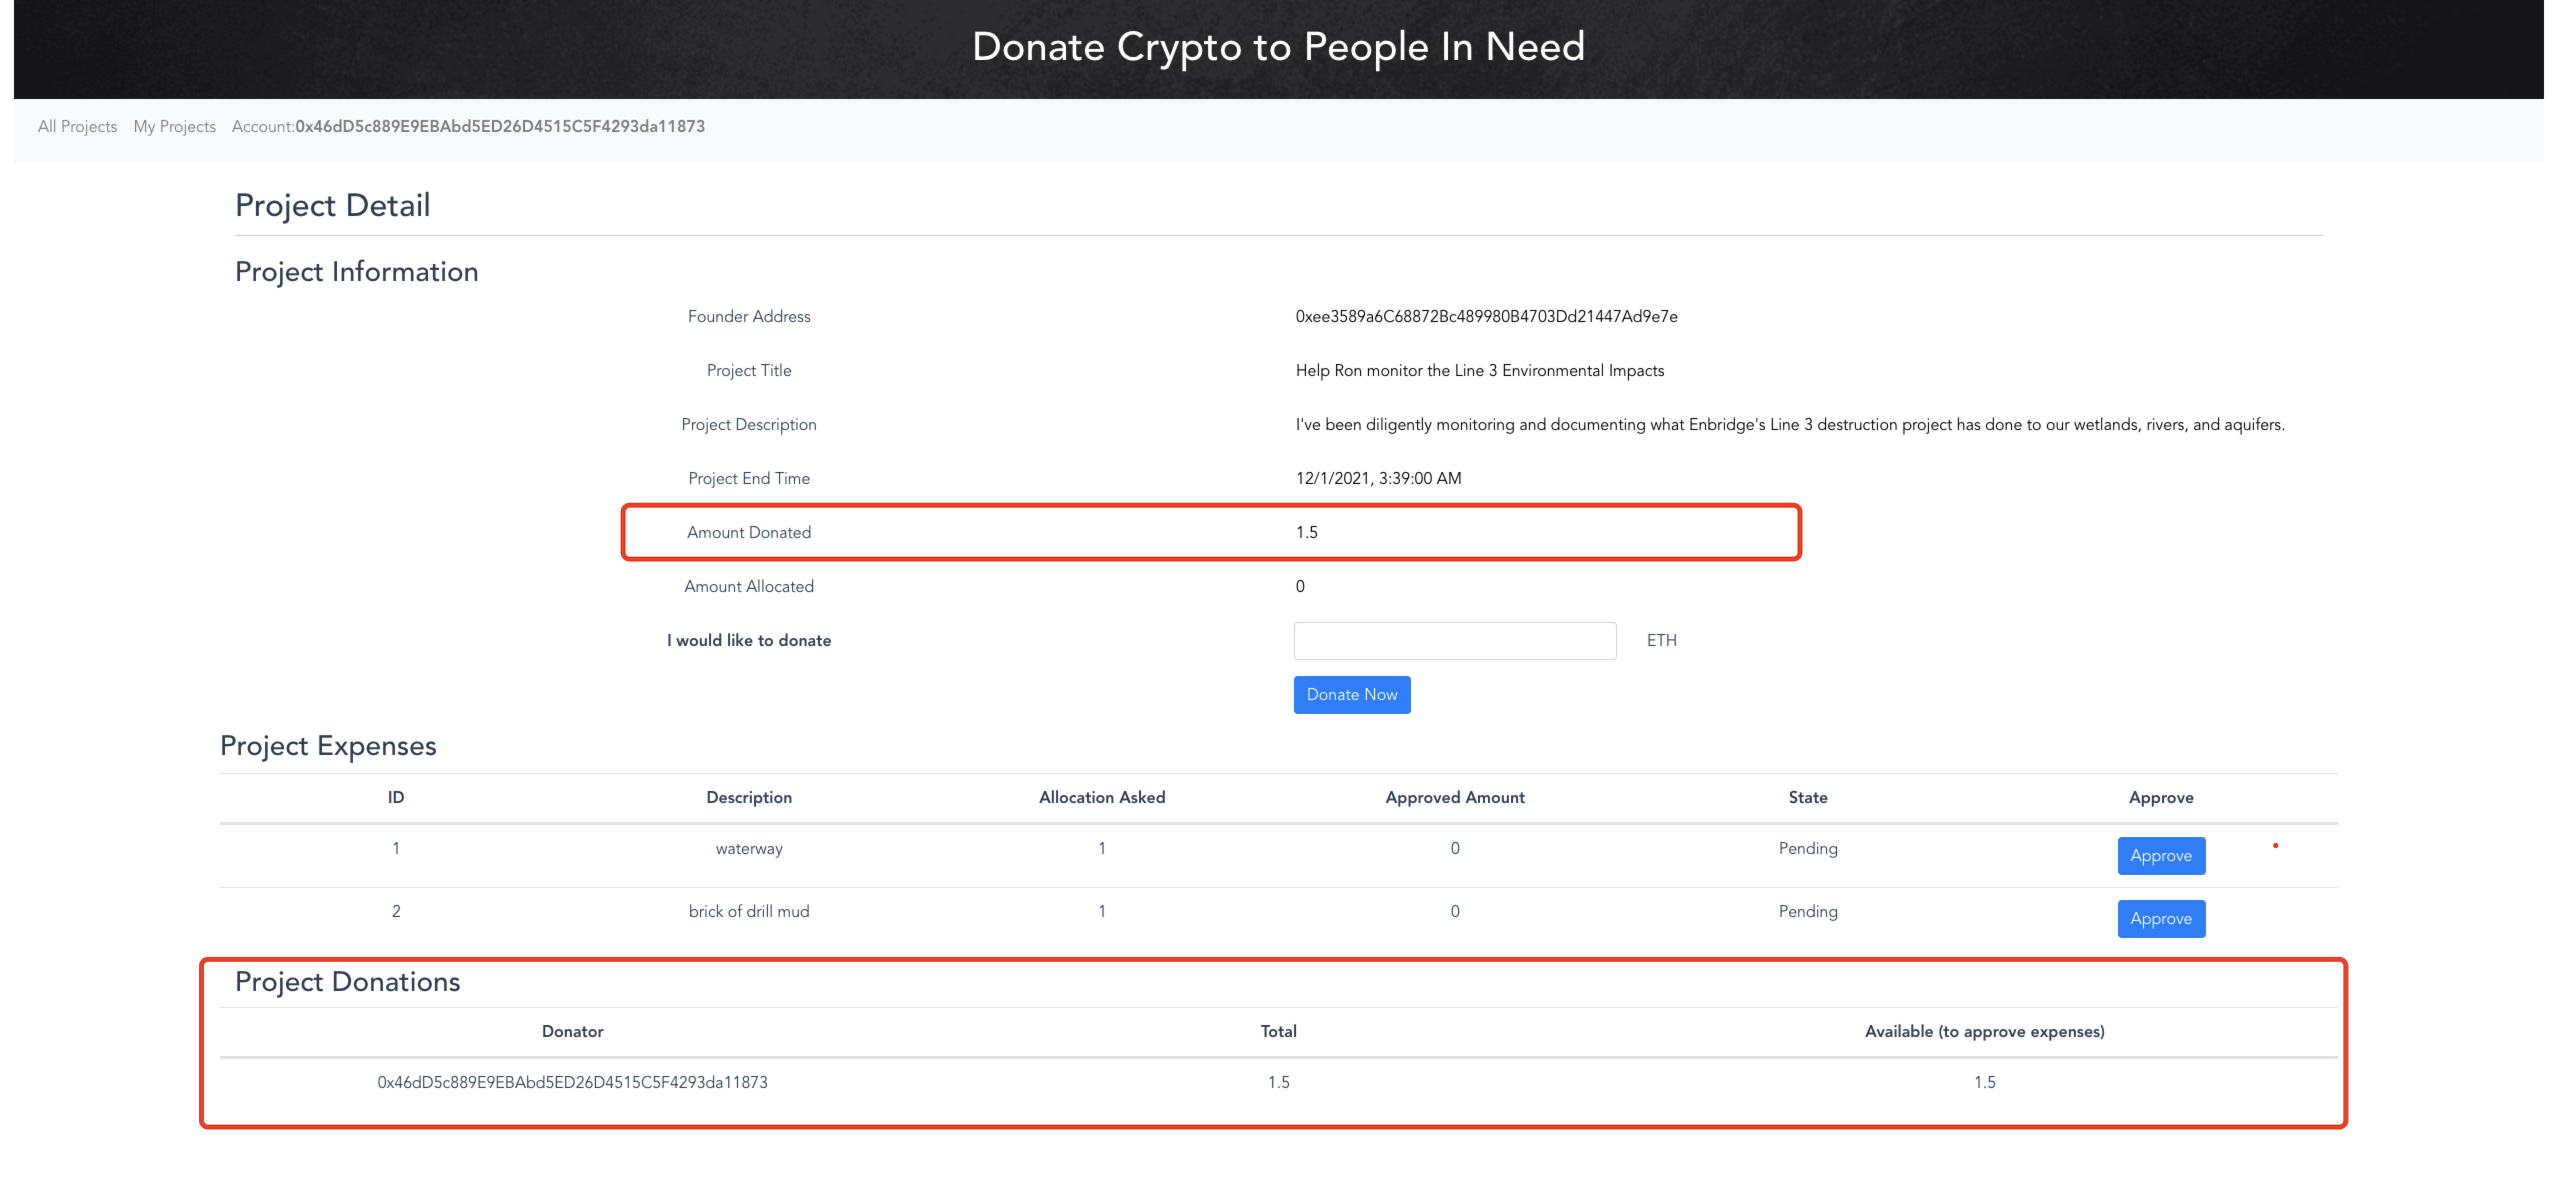 Donate Crypto to People In Need
All Projects My Projects Account:0x46dD5c889E9EBAbd5ED26D4515C5F4293da11873
Project Detail
Project Information
Founder Address 0xee3589a6C68872Bc489980B4703Dd21447Ad9e7e
Project Title Help Ron monitor the Line 3 Environmental Impacts
Project Description I've been diligently monitoring and documenting what Enbridge's Line 3 destruction project has done to our wetlands, rivers, and aquifers.
Project End Time 12/1/2021, 3:39:00 AM
Amount Donated 1.5
Amount Allocated 0
I would like to donate ETH
Donate Now
Project Expenses
ID Description Allocation Asked Approved Amount State Approve
1 waterway 1 0 Pending Approve
2 brick of drill mud 1 0 Pending Approve
Project Donations
Donator Total Available (to approve expenses)
0x46dD5c889E9EBAbd5ED26D4515C5F4293da11873 1.5 1.5